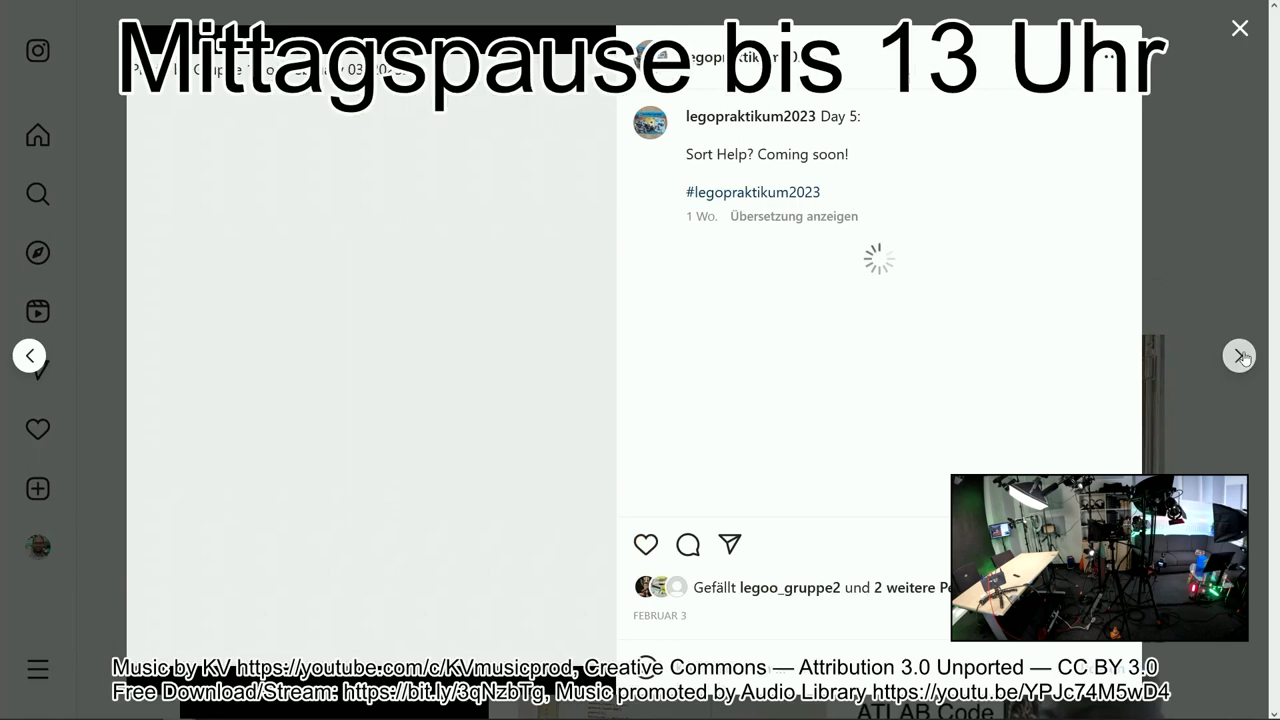 Mittagspause bis 13 Uhr
legopraktikum2023 Day 5:
Sort Help? Coming soon!
#legopraktikum2023
1 Wo. Übersetzung anzeigen
Gefällt legoo_gruppe2 und 2 weitere
FEBRUAR 3
Music by KV https://youtube.com/c/KVmusicprod, Creative Commons — Attribution 3.0 Unported — CC BY 3.0
Free Download/Stream: https://bit.ly/3qNzbTg, Music promoted by Audio Library https://youtu.be/YPJc74M5wD4
ATLAB Code